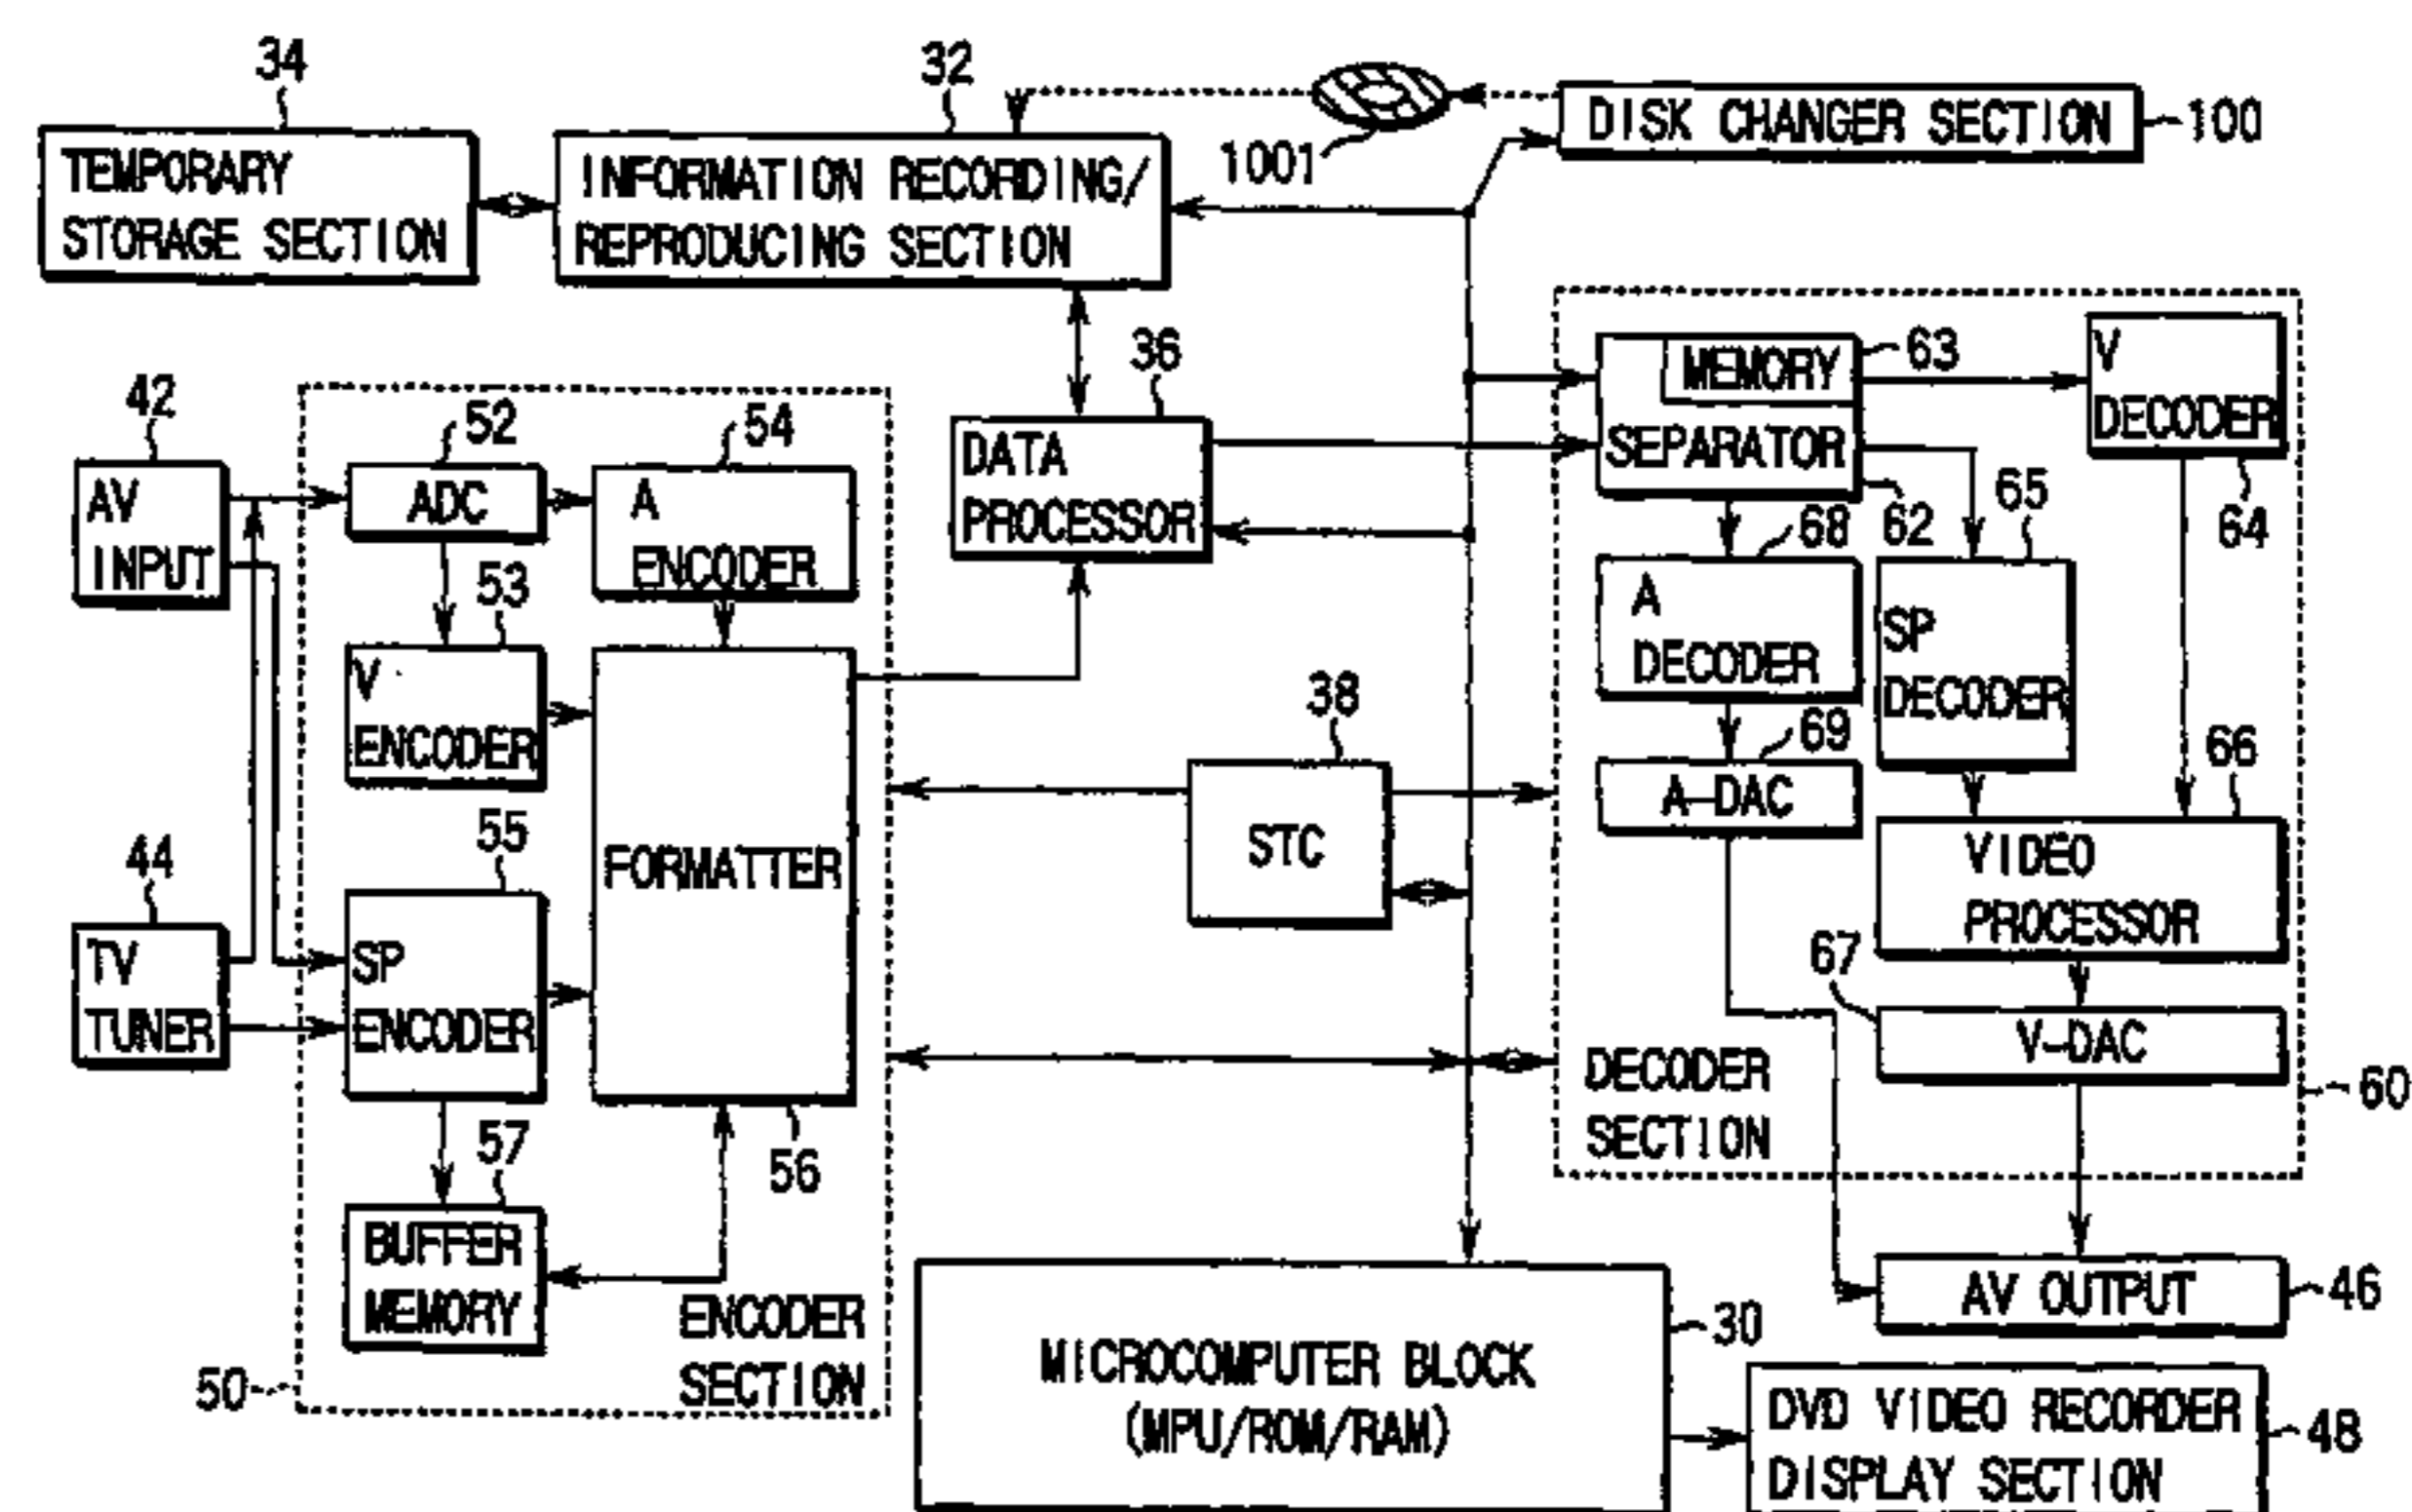 34
32
1001
DISK CHANGER SECTION
100
TEMPORARY
STORAGE SECTION
INFORMATION RECORDING/
REPRODUCING SECTION
36
42
52
54
AV
INPUT
ADC
A
ENCODER
DATA
PROCESSOR
MEMORY
63
SEPARATOR
62
V
DECODER
64
68
65
53
V
ENCODER
A
DECODER
SP
DECODER
38
69
66
44
55
FORMATTER
STC
A-DAC
VIDEO
PROCESSOR
67
TV
TUNER
SP
ENCODER
V-DAC
DECODER
SECTION
60
57
56
BUFFER
MEMORY
ENCODER
SECTION
50
AV OUTPUT
46
MICROCOMPUTER BLOCK
(MPU/ROM/RAM)
30
DVD VIDEO RECORDER
DISPLAY SECTION
48